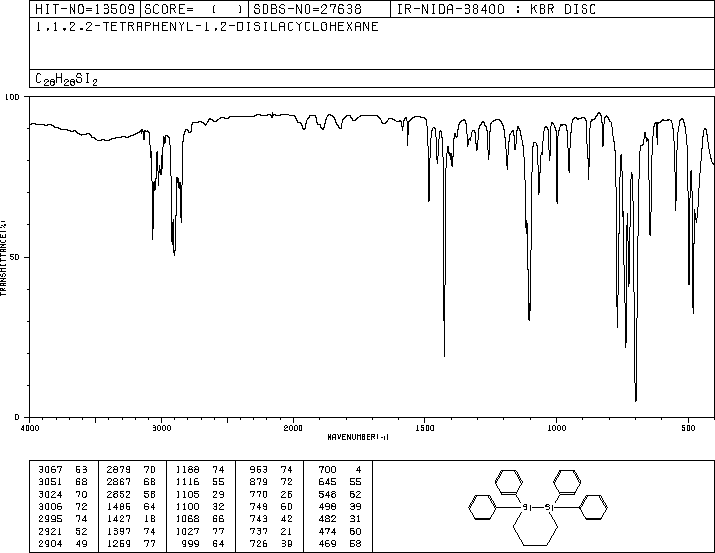 HIT-NO=13509 SCORE= ( ) SDBS-NO=27638 IR-NIDA-38400 : KBR DISC
1,1,2,2-TETRAPHENYL-1,2-DISILACYCLOHEXANE
C28H28SI2
100
TRANSMITTANCE(%)
50
0
4000 3000 2000 1500 1000 500
WAVENUMBER(-1)
3067 53 2879 70 1188 74 953 74 700 4
3051 68 2867 68 1116 55 879 72 645 55
3024 70 2852 58 1105 29 770 26 548 62
3006 72 1486 64 1100 32 749 60 498 39
2995 74 1427 18 1068 66 743 42 482 31
2921 52 1397 74 1027 77 737 21 474 60
2904 49 1259 77 999 64 726 39 469 58
SI SI